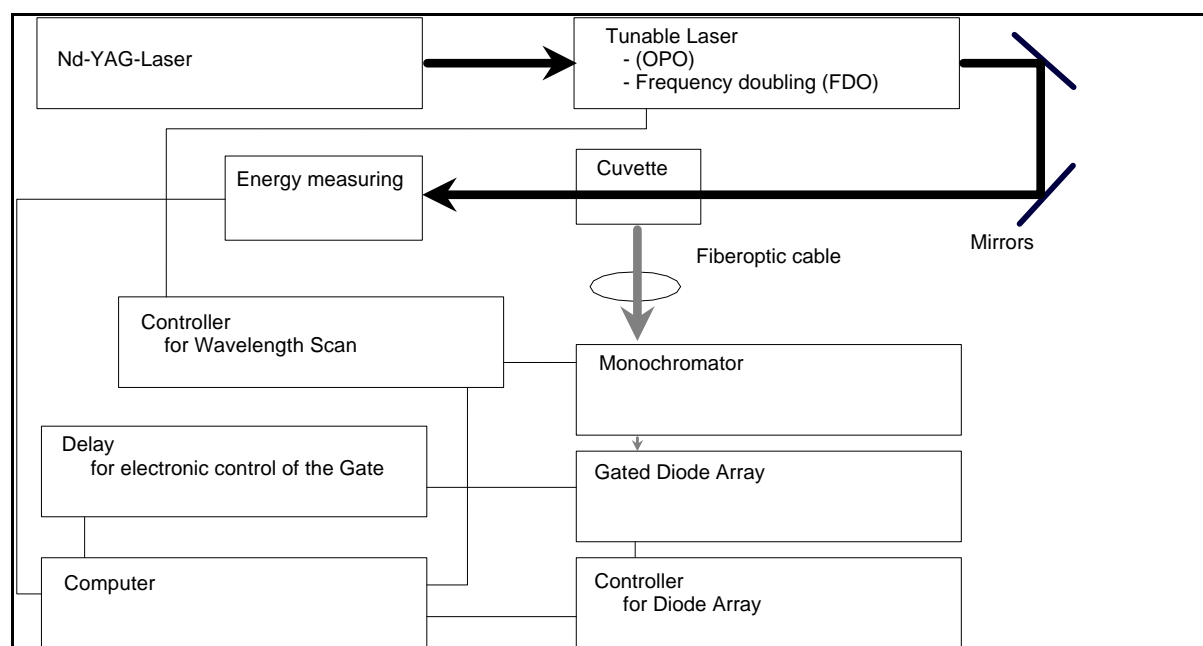 Nd-YAG-Laser
Tunable Laser
- (OPO)
- Frequency doubling (FDO)
Energy measuring
Cuvette
Mirrors
Fiberoptic cable
Controller
for Wavelength Scan
Monochromator
Delay
for electronic control of the Gate
Gated Diode Array
Computer
Controller
for Diode Array